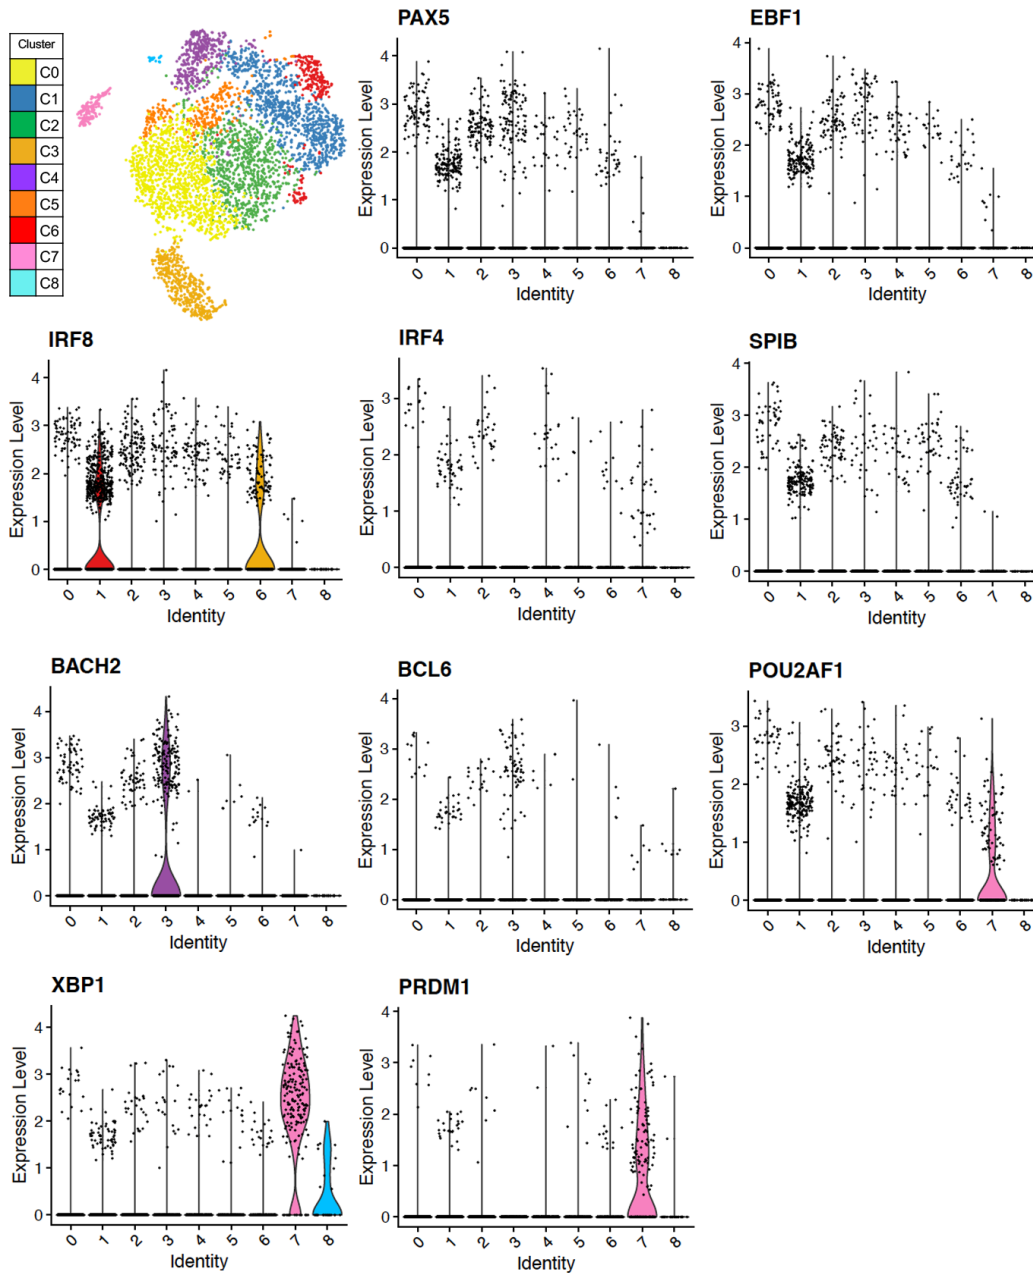 Cluster
C0
C1
C2
C3
C4
C5
C6
C7
C8
PAX5
Expression Level
4
3
2
1
0
0 1 2 3 4 5 6 7 8
Identity
EBF1
Expression Level
4
3
2
1
0
0 1 2 3 4 5 6 7 8
Identity
IRF8
Expression Level
4
3
2
1
0
0 1 2 3 4 5 6 7 8
Identity
IRF4
Expression Level
3
2
1
0
0 1 2 3 4 5 6 7 8
Identity
SPIB
Expression Level
4
3
2
1
0
0 1 2 3 4 5 6 7 8
Identity
BACH2
Expression Level
4
3
2
1
0
0 1 2 3 4 5 6 7 8
Identity
BCL6
Expression Level
4
3
2
1
0
0 1 2 3 4 5 6 7 8
Identity
POU2AF1
Expression Level
3
2
1
0
0 1 2 3 4 5 6 7 8
Identity
XBP1
Expression Level
4
3
2
1
0
0 1 2 3 4 5 6 7 8
Identity
PRDM1
Expression Level
4
3
2
1
0
0 1 2 3 4 5 6 7 8
Identity